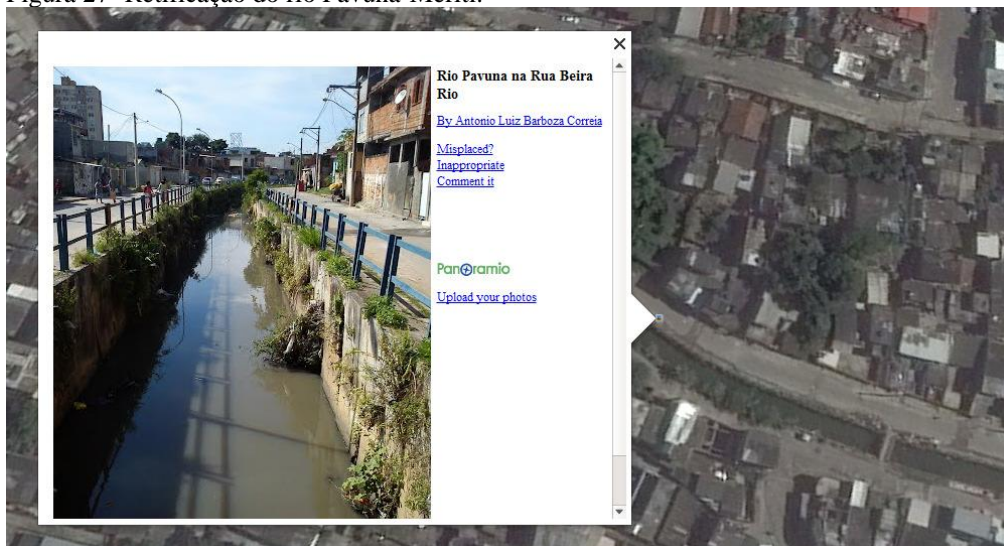 Figura 27- Retificação do rio Pavuna-Meriti.
Rio Pavuna na Rua Beira
Rio
By Antonio Luiz Barboza Correia
Misplaced?
Inappropriate
Comment it
Panoramio
Upload your photos